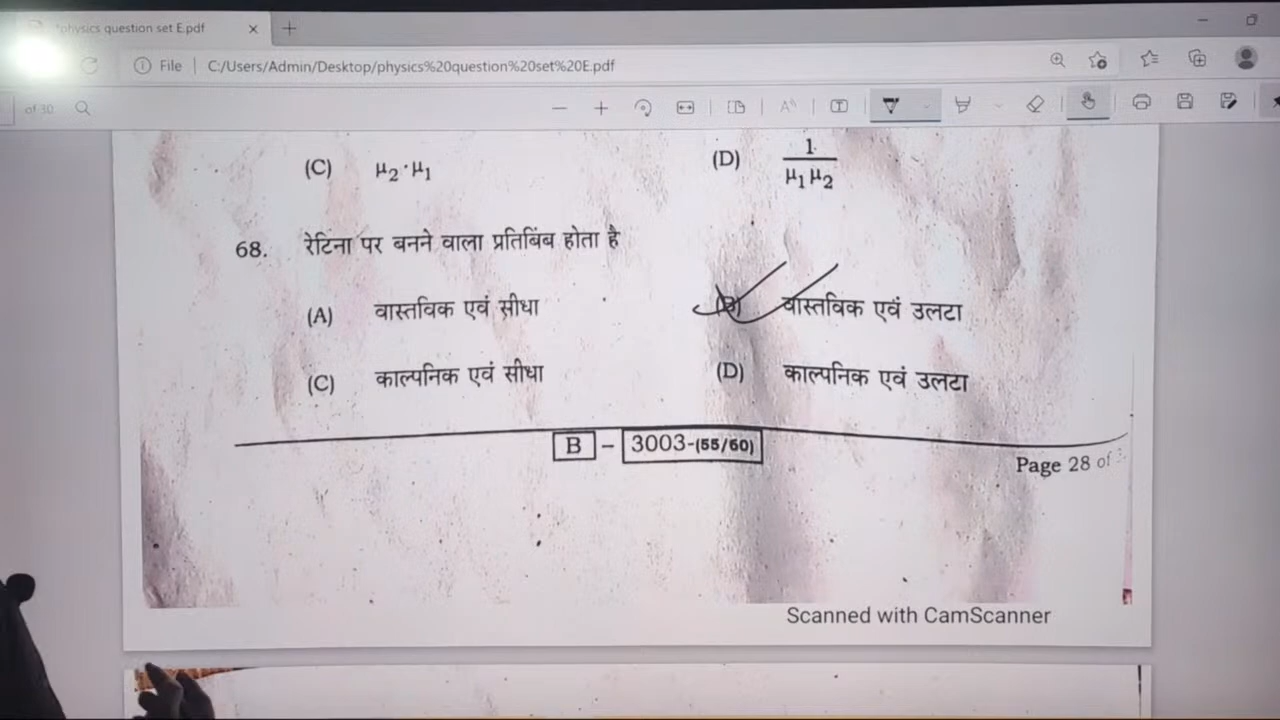 physics question set E.pdf
File | C:/Users/Admin/Desktop/physics%20question%20set%20E.pdf
of 30
(C) μ₂·μ₁ (D) 1/μ₁μ₂
68. रेटिना पर बनने वाला प्रतिबिंब होता है
(A) वास्तविक एवं सीधा (B) वास्तविक एवं उलटा
(C) काल्पनिक एवं सीधा (D) काल्पनिक एवं उलटा
B – 3003-(55/60)
Page 28 of
Scanned with CamScanner